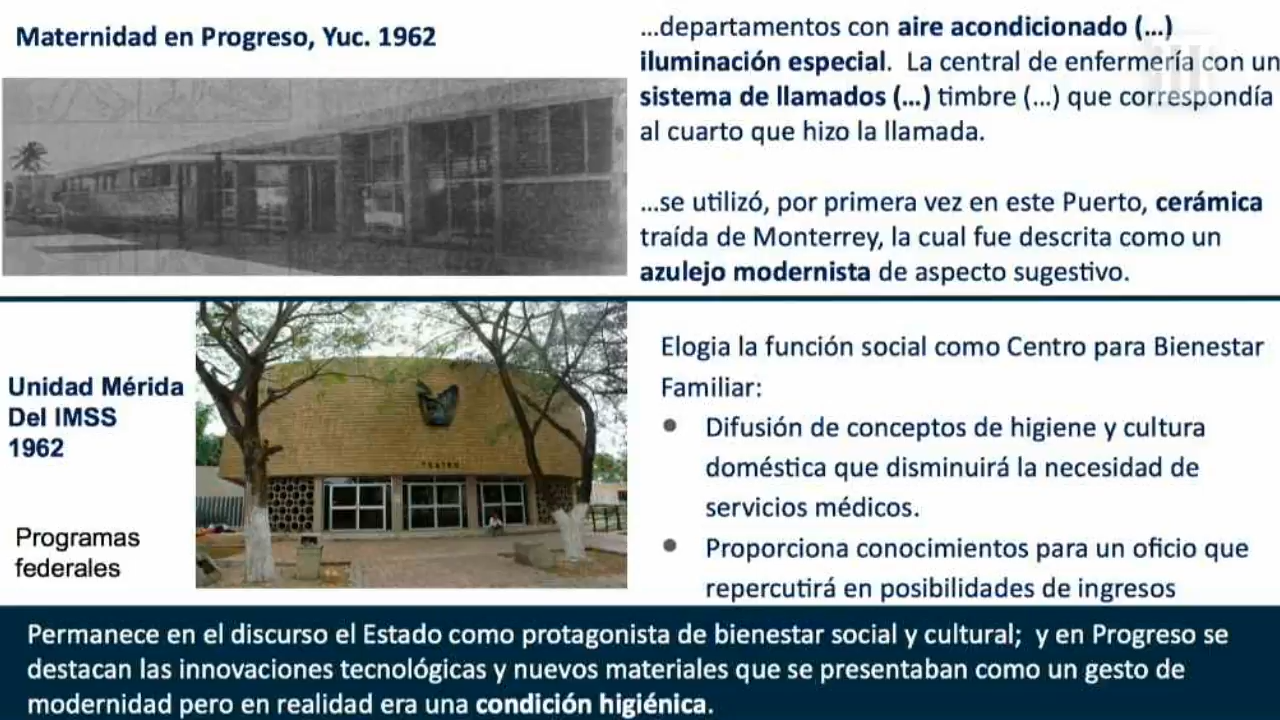 Maternidad en Progreso, Yuc. 1962
…departamentos con aire acondicionado (…)
iluminación especial. La central de enfermería con un
sistema de llamados (…) timbre (…) que correspondía
al cuarto que hizo la llamada.
…se utilizó, por primera vez en este Puerto, cerámica
traída de Monterrey, la cual fue descrita como un
azulejo modernista de aspecto sugestivo.
Unidad Mérida
Del IMSS
1962
Programas
federales
TEATRO
Elogia la función social como Centro para Bienestar
Familiar:
● Difusión de conceptos de higiene y cultura
doméstica que disminuirá la necesidad de
servicios médicos.
● Proporciona conocimientos para un oficio que
repercutirá en posibilidades de ingresos
Permanece en el discurso el Estado como protagonista de bienestar social y cultural; y en Progreso se
destacan las innovaciones tecnológicas y nuevos materiales que se presentaban como un gesto de
modernidad pero en realidad era una condición higiénica.